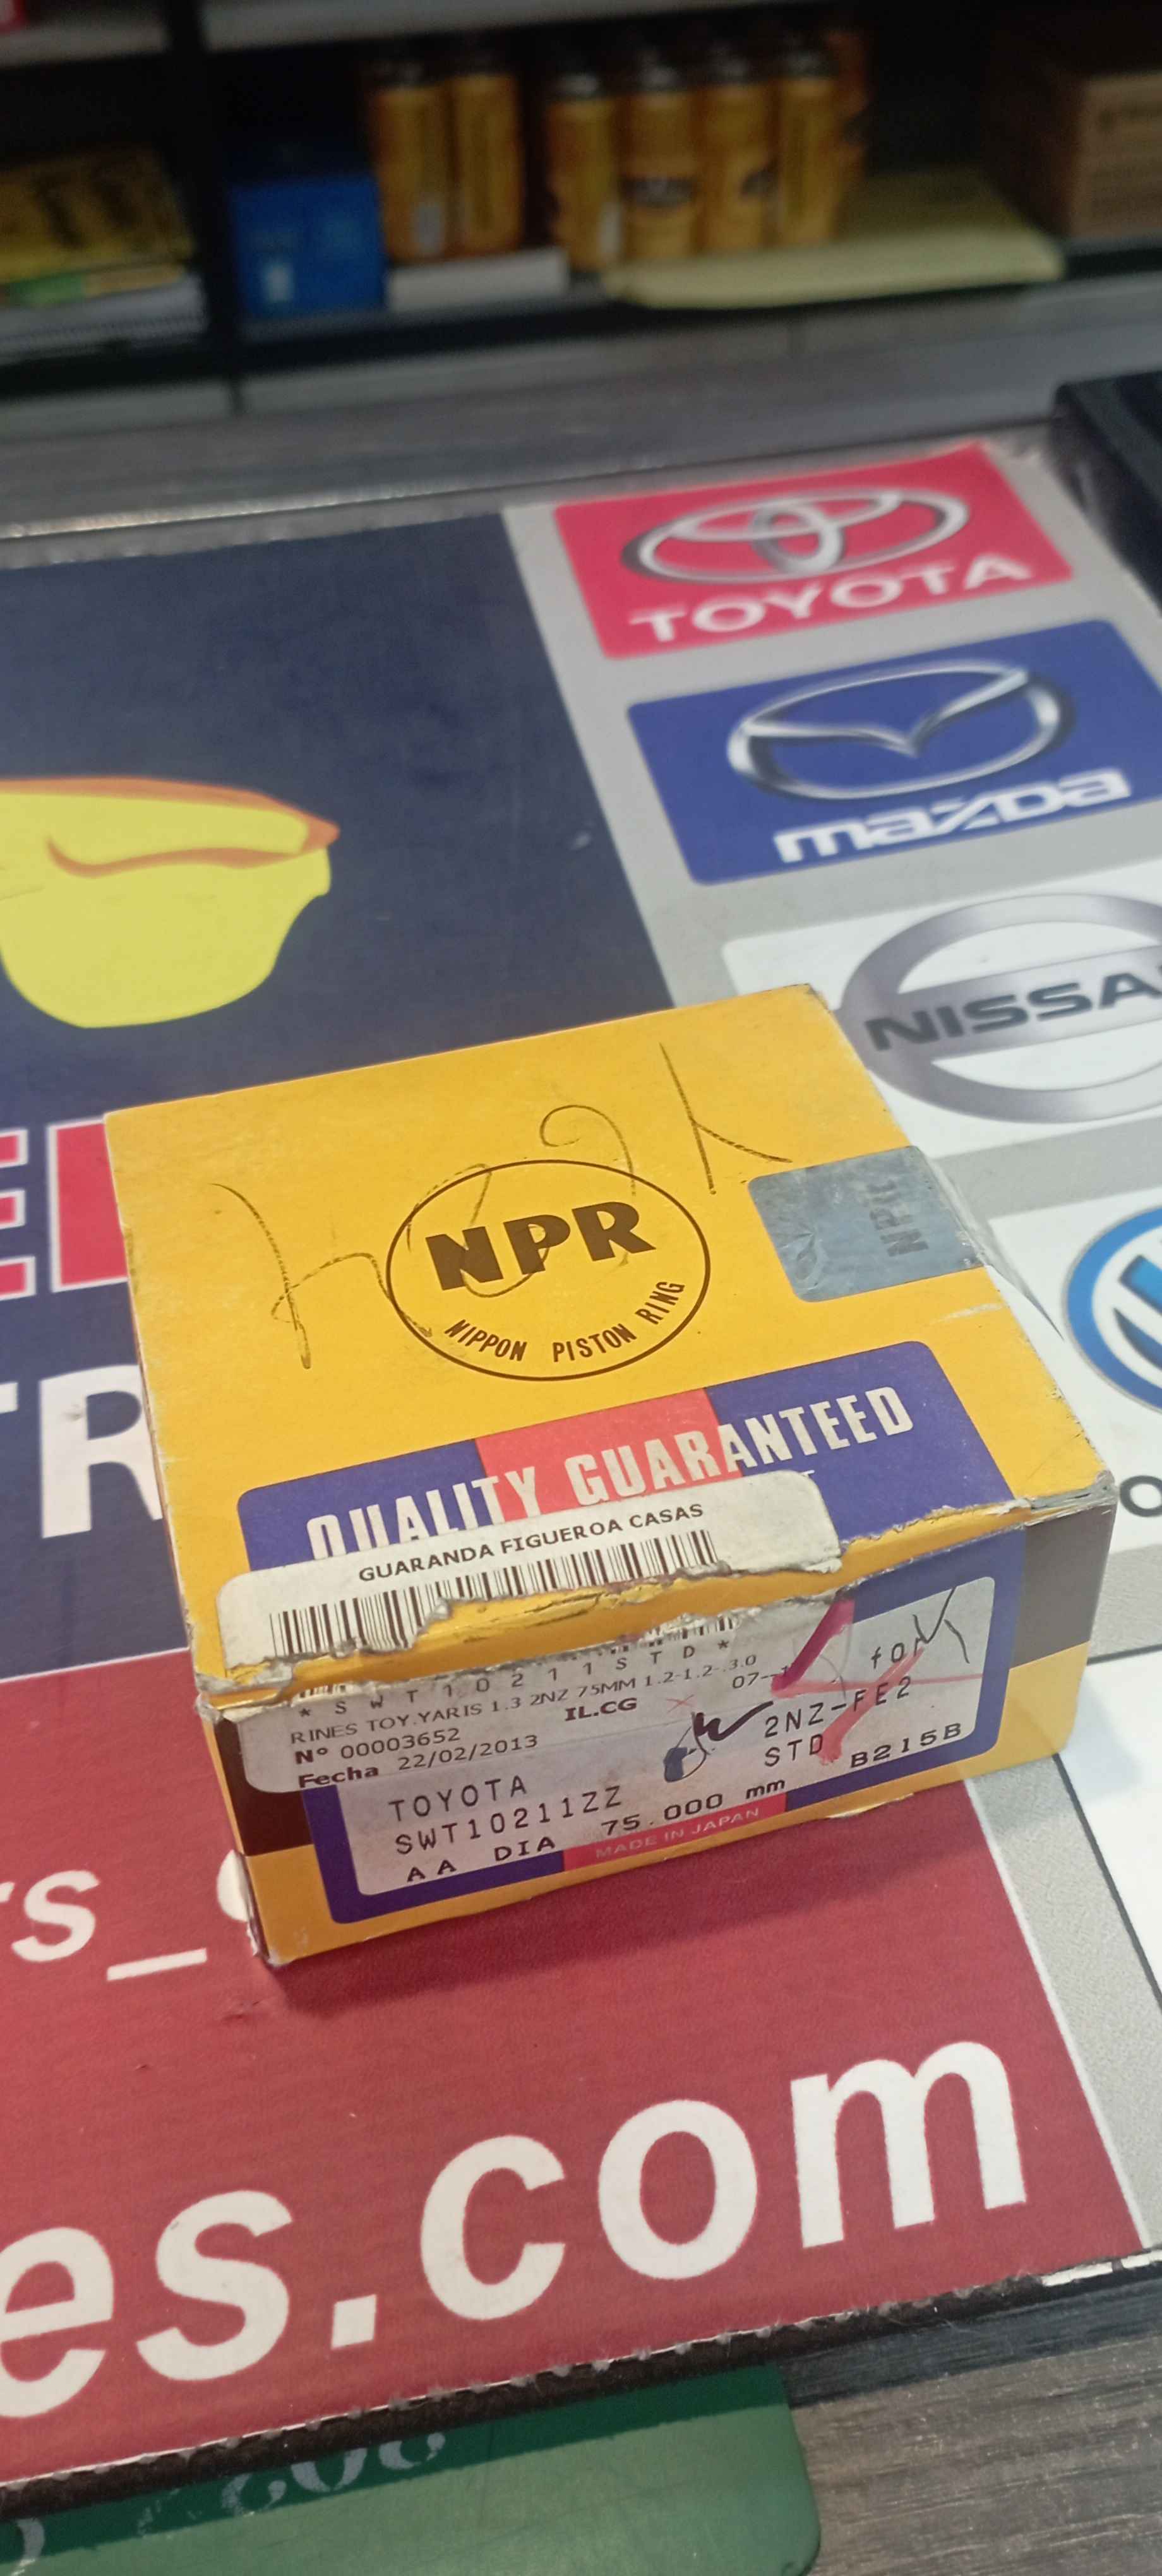 TOYOTA
mazda
NPR
NIPPON PISTON RING
NPR
QUALITY GUARANTEED
GUARANDA FIGUEROA CASAS
* S W T 1 0 2 1 1 S T D *
RINES TOY.YARIS 1.3 2NZ 75MM 1.2-1.2-.3.0
Nº 00003652
IL.CG
Fecha 22/02/2013
for
TOYOTA
2NZ-FE2
SWT10211ZZ
STD
AA DIA 75.000 mm
B215B
MADE IN JAPAN
es.com